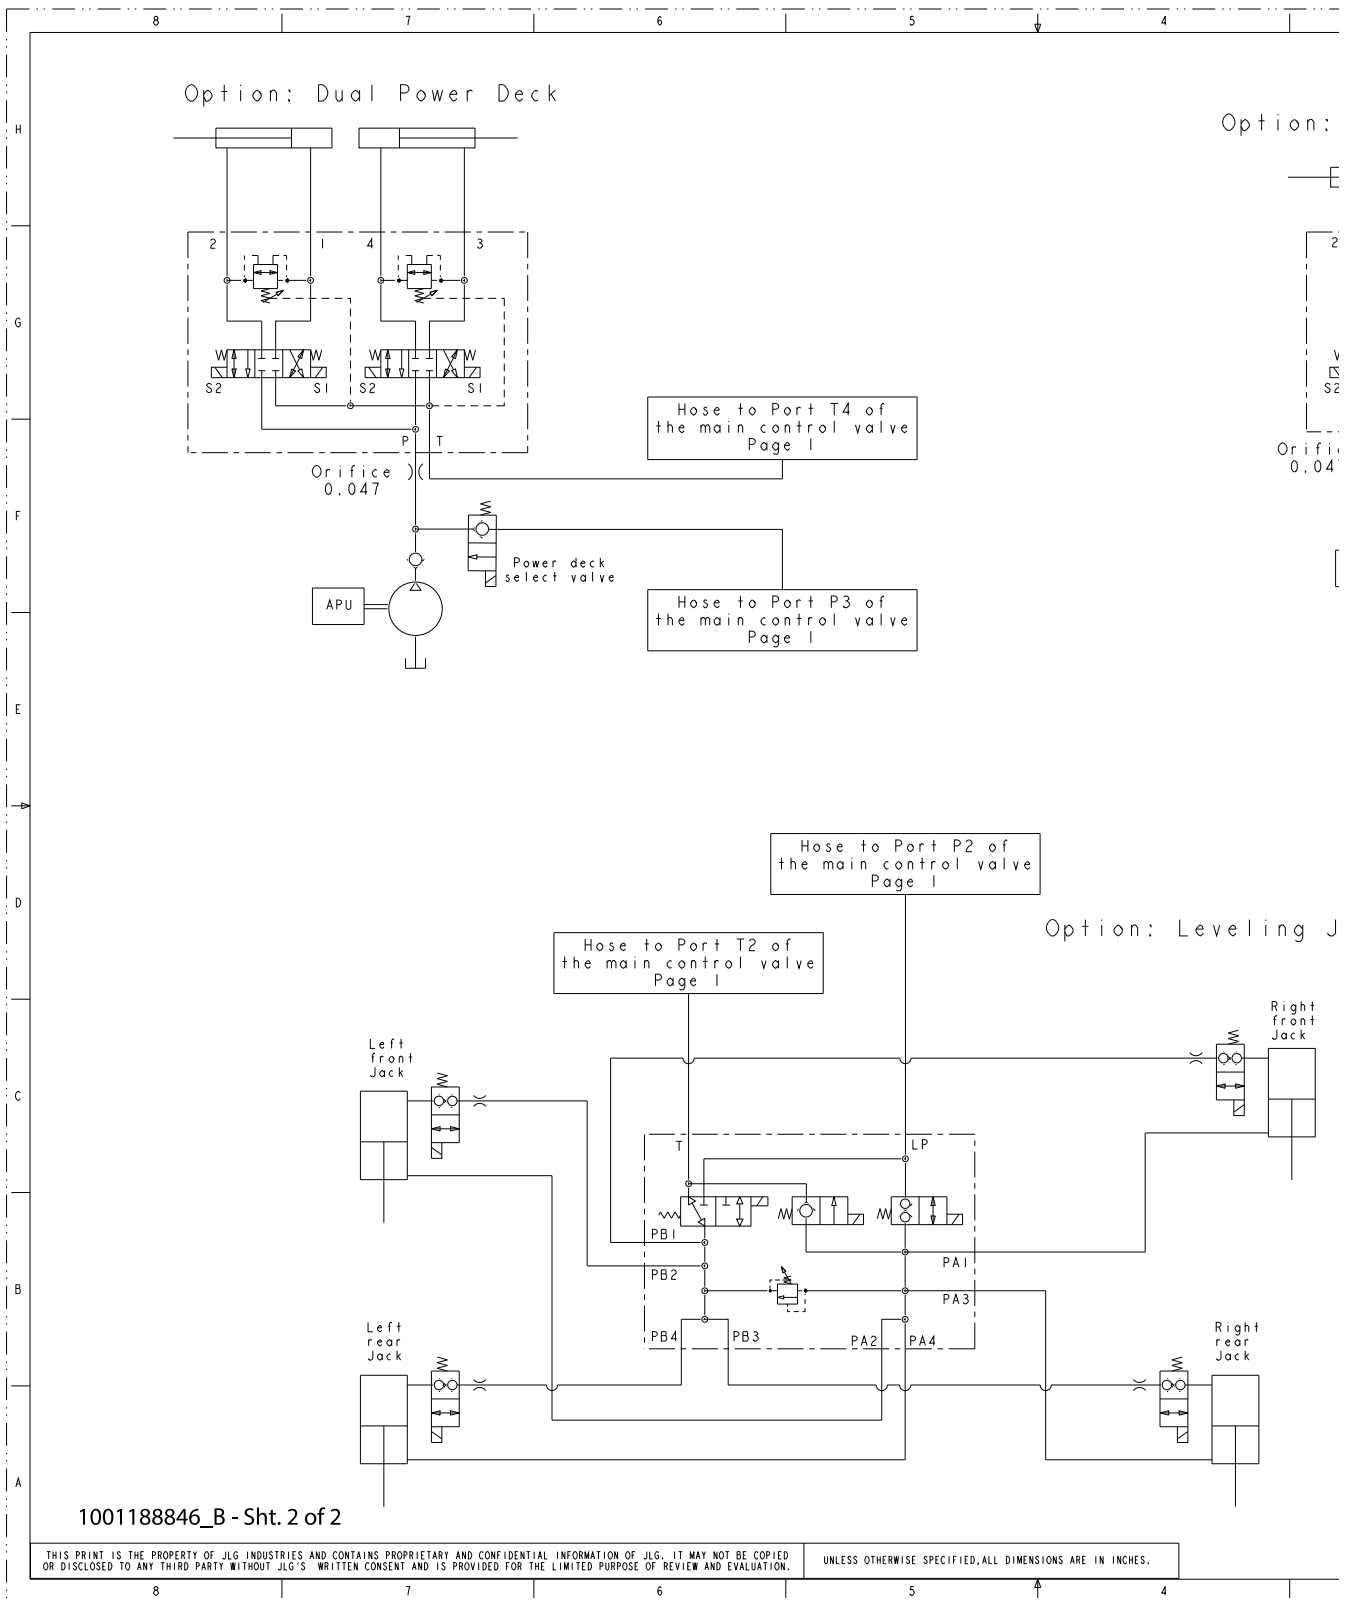 8 7 6 5 4
H
G
F
E
D
C
B
A
Option: Dual Power Deck
Option:
2 1 4 3
2
S2 S1 S2 S1
S2
P T
Orifice
0.047
Orifi
0.04
Hose to Port T4 of
the main control valve
Page 1
Power deck
select valve
APU
Hose to Port P3 of
the main control valve
Page 1
Hose to Port P2 of
the main control valve
Page 1
Option: Leveling J
Hose to Port T2 of
the main control valve
Page 1
Right
front
Jack
Left
front
Jack
T LP
PB1
PB2
PA1
PA3
PB4 PB3 PA2 PA4
Left
rear
Jack
Right
rear
Jack
1001188846_B - Sht. 2 of 2
THIS PRINT IS THE PROPERTY OF JLG INDUSTRIES AND CONTAINS PROPRIETARY AND CONFIDENTIAL INFORMATION OF JLG. IT MAY NOT BE COPIED
OR DISCLOSED TO ANY THIRD PARTY WITHOUT JLG'S WRITTEN CONSENT AND IS PROVIDED FOR THE LIMITED PURPOSE OF REVIEW AND EVALUATION.
UNLESS OTHERWISE SPECIFIED,ALL DIMENSIONS ARE IN INCHES.
8 7 6 5 4